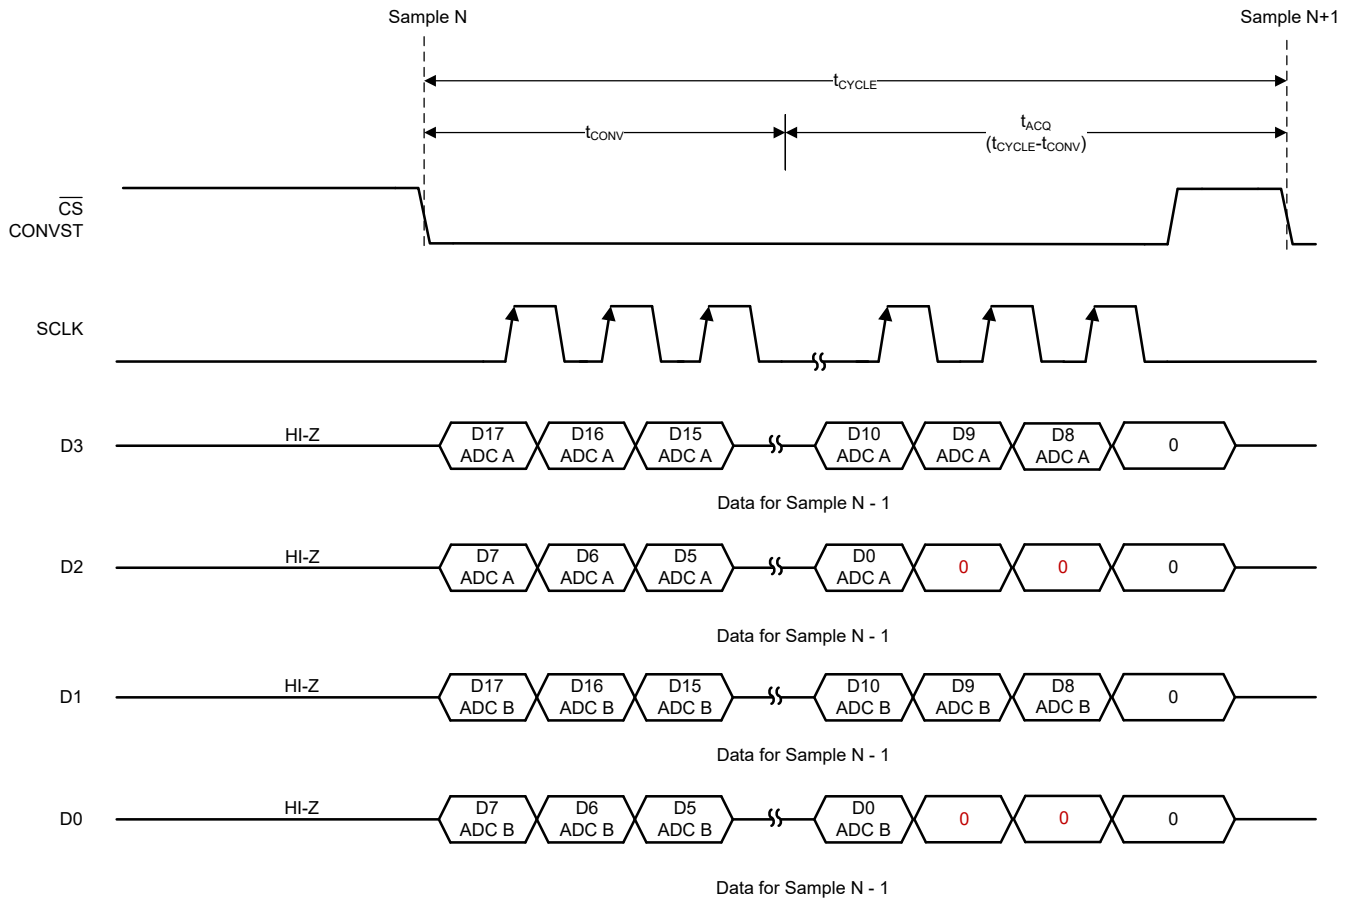 Sample N
Sample N+1
tCYCLE
tCONV
tACQ
(tCYCLE-tCONV)
CS
CONVST
SCLK
D3
HI-Z
D17
ADC A
D16
ADC A
D15
ADC A
D10
ADC A
D9
ADC A
D8
ADC A
0
Data for Sample N - 1
D2
HI-Z
D7
ADC A
D6
ADC A
D5
ADC A
D0
ADC A
0
0
0
Data for Sample N - 1
D1
HI-Z
D17
ADC B
D16
ADC B
D15
ADC B
D10
ADC B
D9
ADC B
D8
ADC B
0
Data for Sample N - 1
D0
HI-Z
D7
ADC B
D6
ADC B
D5
ADC B
D0
ADC B
0
0
0
Data for Sample N - 1